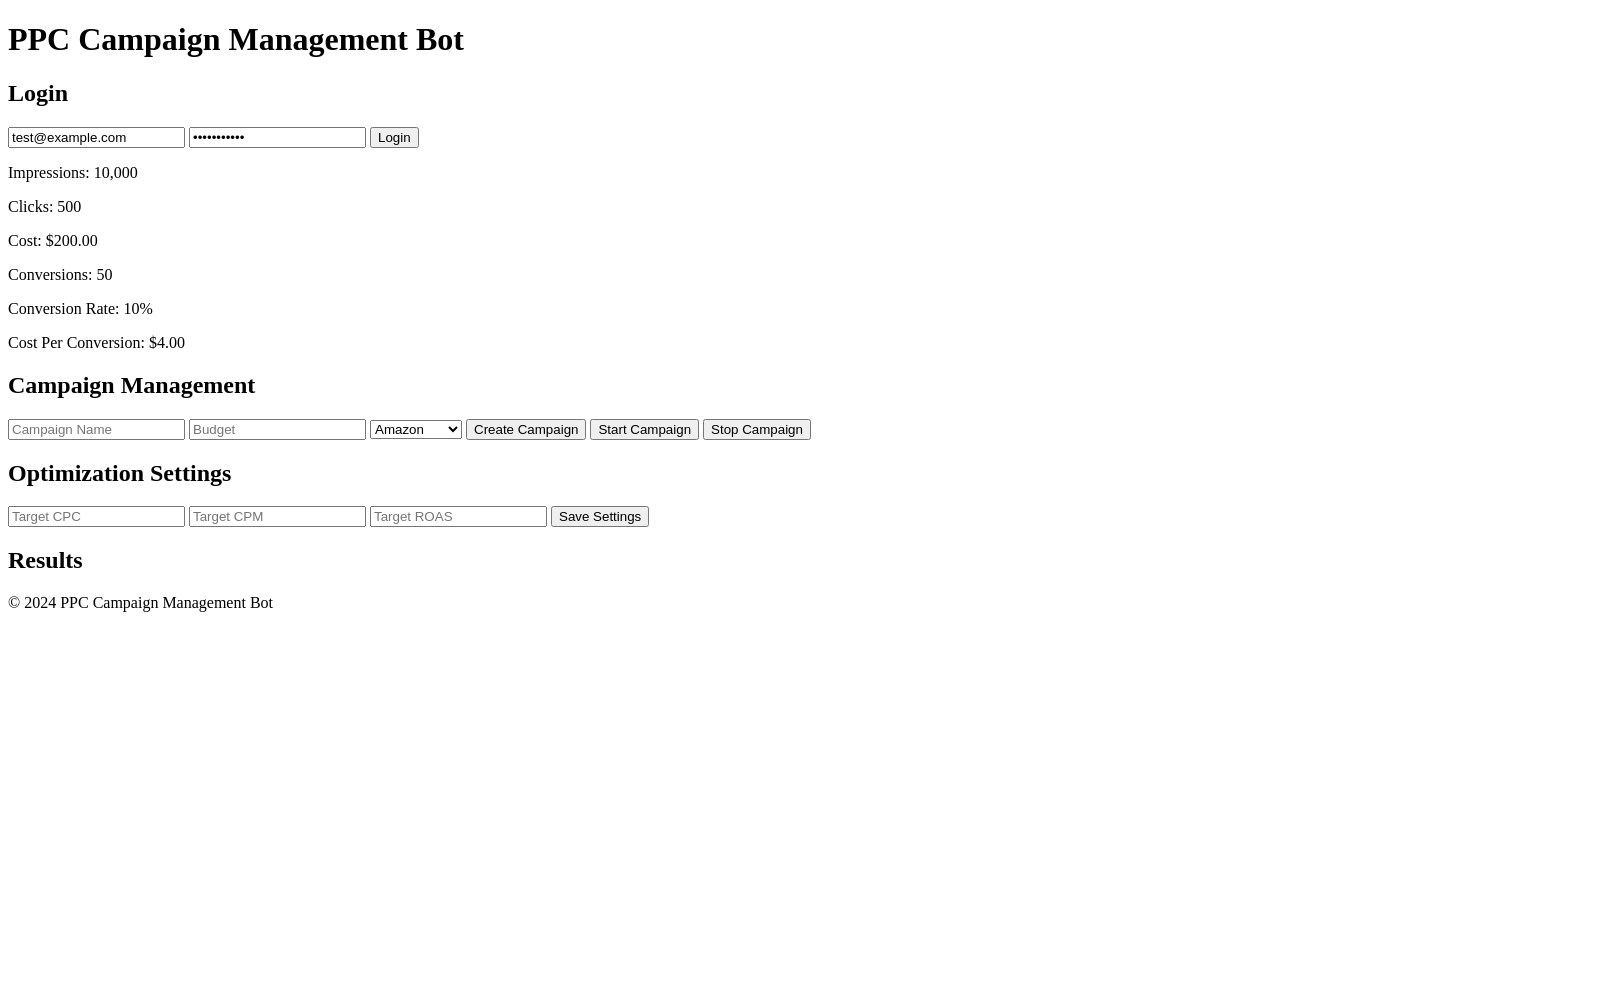 PPC Campaign Management Bot
Login
test@example.com ••••••••••• Login
Impressions: 10,000
Clicks: 500
Cost: $200.00
Conversions: 50
Conversion Rate: 10%
Cost Per Conversion: $4.00
Campaign Management
Campaign Name Budget Amazon Create Campaign Start Campaign Stop Campaign
Optimization Settings
Target CPC Target CPM Target ROAS Save Settings
Results
© 2024 PPC Campaign Management Bot